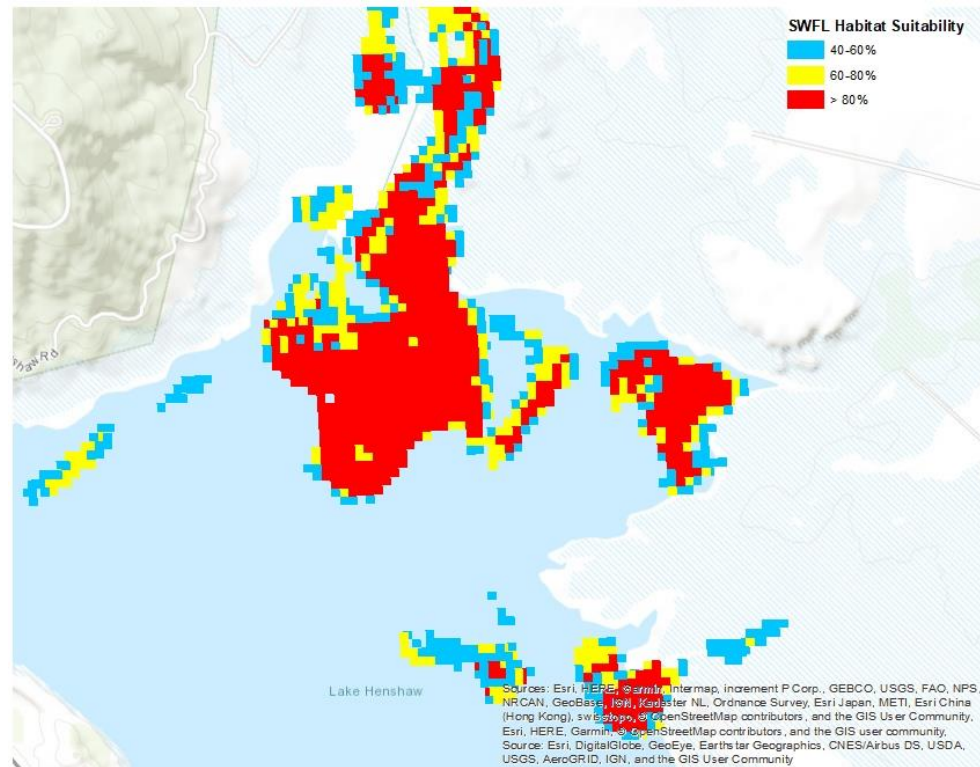 SWFL Habitat Suitability
40-60%
60-80%
> 80%
Rd
Lake Henshaw
Sources: Esri, HERE, Garmin, Intermap, increment P Corp., GEBCO, USGS, FAO, NPS,
NRCAN, GeoBase, IGN, Kadaster NL, Ordnance Survey, Esri Japan, METI, Esri China
(Hong Kong), swisstopo, © OpenStreetMap contributors, and the GIS User Community,
Esri, HERE, Garmin, © OpenStreetMap contributors, and the GIS user community,
Source: Esri, DigitalGlobe, GeoEye, Earthstar Geographics, CNES/Airbus DS, USDA,
USGS, AeroGRID, IGN, and the GIS User Community